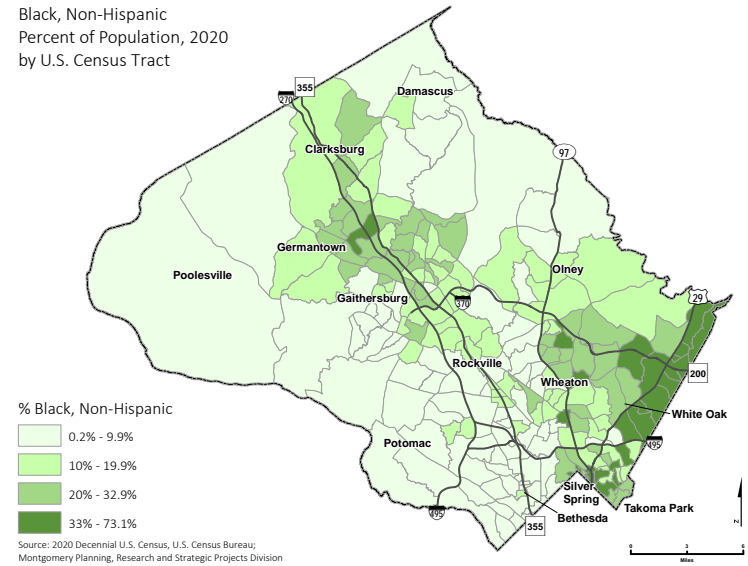 Black, Non-Hispanic
Percent of Population, 2020
by U.S. Census Tract
355
270
Damascus
Clarksburg
97
Germantown
Olney
Poolesville
Gaithersburg
370
29
Rockville
200
Wheaton
% Black, Non-Hispanic
White Oak
0.2% - 9.9%
Potomac
495
10% - 19.9%
20% - 32.9%
Silver
Spring
Takoma Park
495
Bethesda
33% - 73.1%
355
N
Source: 2020 Decennial U.S. Census, U.S. Census Bureau;
Montgomery Planning, Research and Strategic Projects Division
0 3 6
Miles